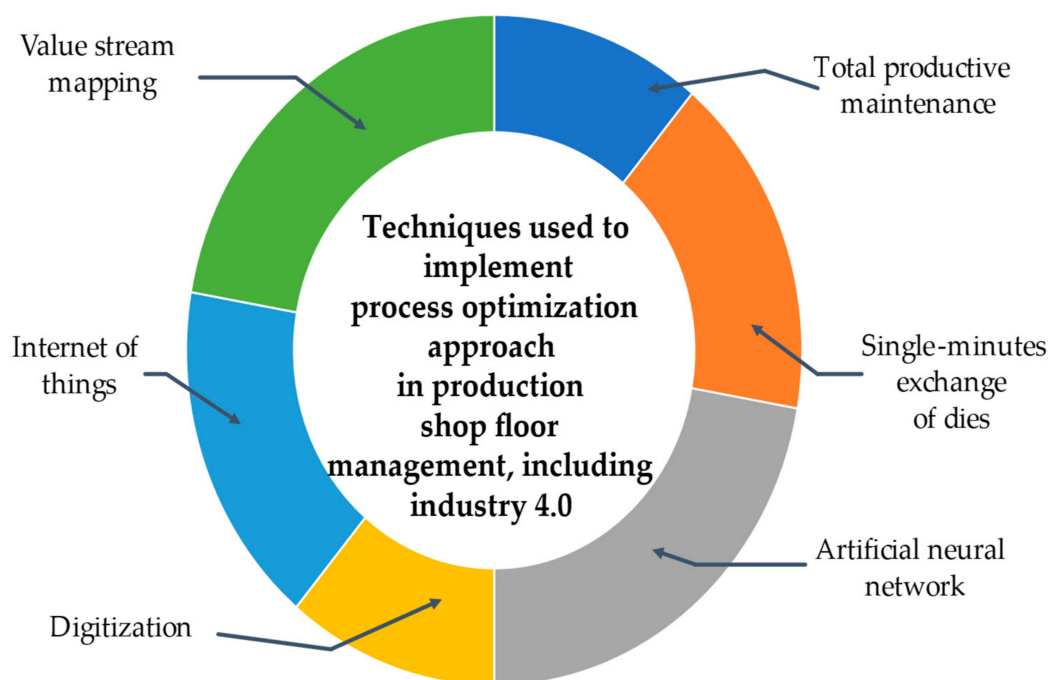 Value stream
mapping
Total productive
maintenance
Techniques used to
implement
process optimization
approach
in production
shop floor
management, including
industry 4.0
Internet of
things
Single-minutes
exchange
of dies
Artificial neural
network
Digitization